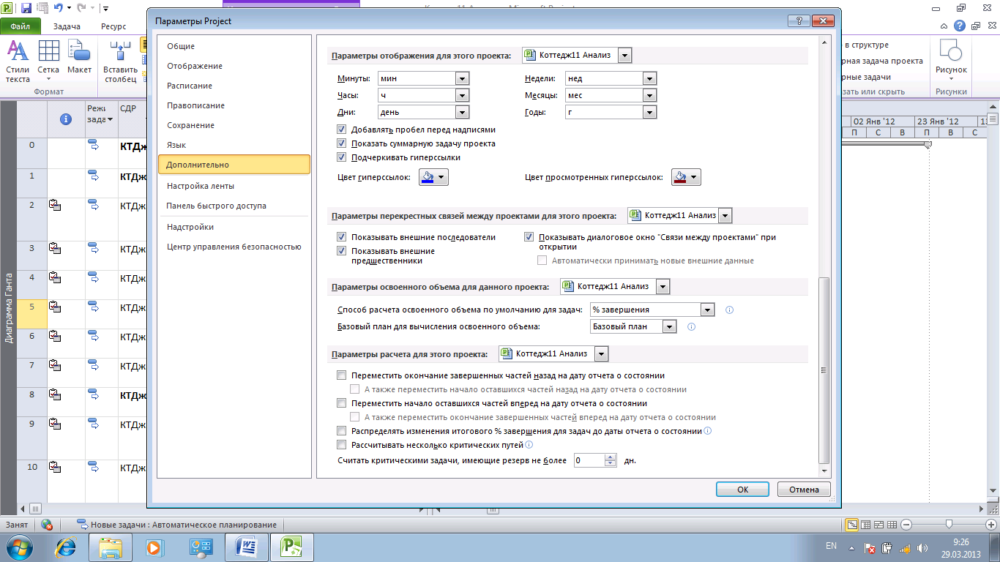 Файл
Задача
Ресурс
Стили текста
Сетка
Макет
Вставить столбец
Формат
в структуре
рная задача проекта
рные задачи
зать или скрыть
Рисунок
Рисунки
Параметры Project
Общие
Отображение
Расписание
Правописание
Сохранение
Язык
Дополнительно
Настройка ленты
Панель быстрого доступа
Надстройки
Центр управления безопасностью
Параметры отображения для этого проекта: Коттедж11 Анализ
Минуты: мин Недели: нед
Часы: ч Месяцы: мес
Дни: день Годы: г
Добавлять пробел перед надписями
Показать суммарную задачу проекта
Подчеркивать гиперссылки
Цвет гиперссылок: Цвет просмотренных гиперссылок:
Параметры перекрестных связей между проектами для этого проекта: Коттедж11 Анализ
Показывать внешние последователи
Показывать внешние
предшественники
Показывать диалоговое окно "Связи между проектами" при
открытии
Автоматически принимать новые внешние данные
Параметры освоенного объема для данного проекта: Коттедж11 Анализ
Способ расчета освоенного объема по умолчанию для задач: % завершения
Базовый план для вычисления освоенного объема: Базовый план
Параметры расчета для этого проекта: Коттедж11 Анализ
Переместить окончание завершенных частей назад на дату отчета о состоянии
А также переместить начало оставшихся частей назад на дату отчета о состоянии
Переместить начало оставшихся частей вперед на дату отчета о состоянии
А также переместить окончание завершенных частей вперед на дату отчета о состоянии
Распределять изменения итогового % завершения для задач до даты отчета о состоянии
Рассчитывать несколько критических путей
Считать критическими задачи, имеющие резерв не более 0 дн.
ОК Отмена
Режи
зада
СДР
0 КТДж
1 КТДж
2 КТДж
3 КТДж
4 КТДж
5 КТДж
6 КТДж
7 КТДж
8 КТДж
9 КТДж
10 КТДж
Диаграмма Ганта
02 Янв '12 23 Янв '12 13
П С В П В С
Занят
Новые задачи : Автоматическое планирование
EN
9:26
29.03.2013